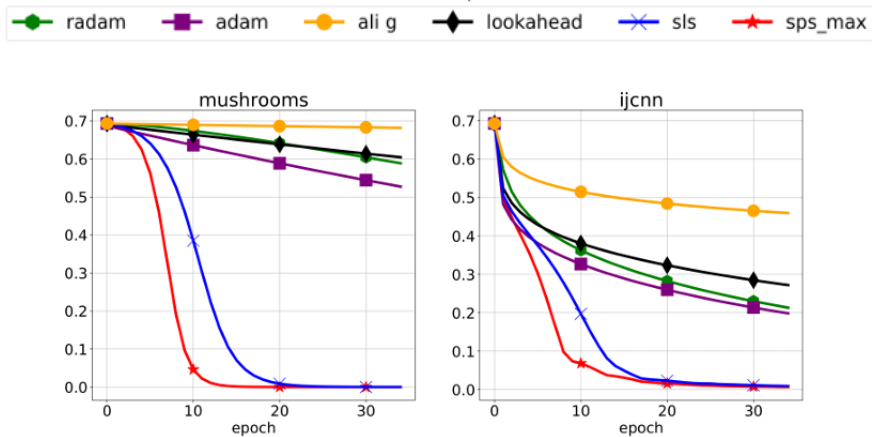 radam adam ali g lookahead sls sps_max
mushrooms ijcnn
0.7 0.7
0.6 0.6
0.5 0.5
0.4 0.4
0.3 0.3
0.2 0.2
0.1 0.1
0.0 0.0
0 10 20 30 0 10 20 30
epoch epoch